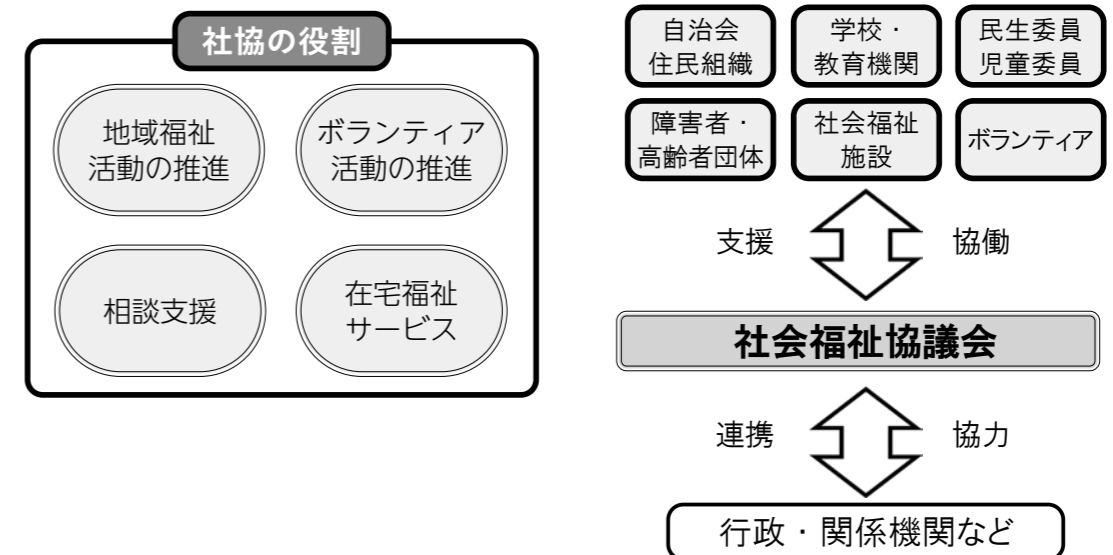 社協の役割
地域福祉
活動の推進
ボランティア
活動の推進
相談支援
在宅福祉
サービス
自治会
住民組織
学校・
教育機関
民生委員
児童委員
障害者・
高齢者団体
社会福祉
施設
ボランティア
支援
協働
社会福祉協議会
連携
協力
行政・関係機関など